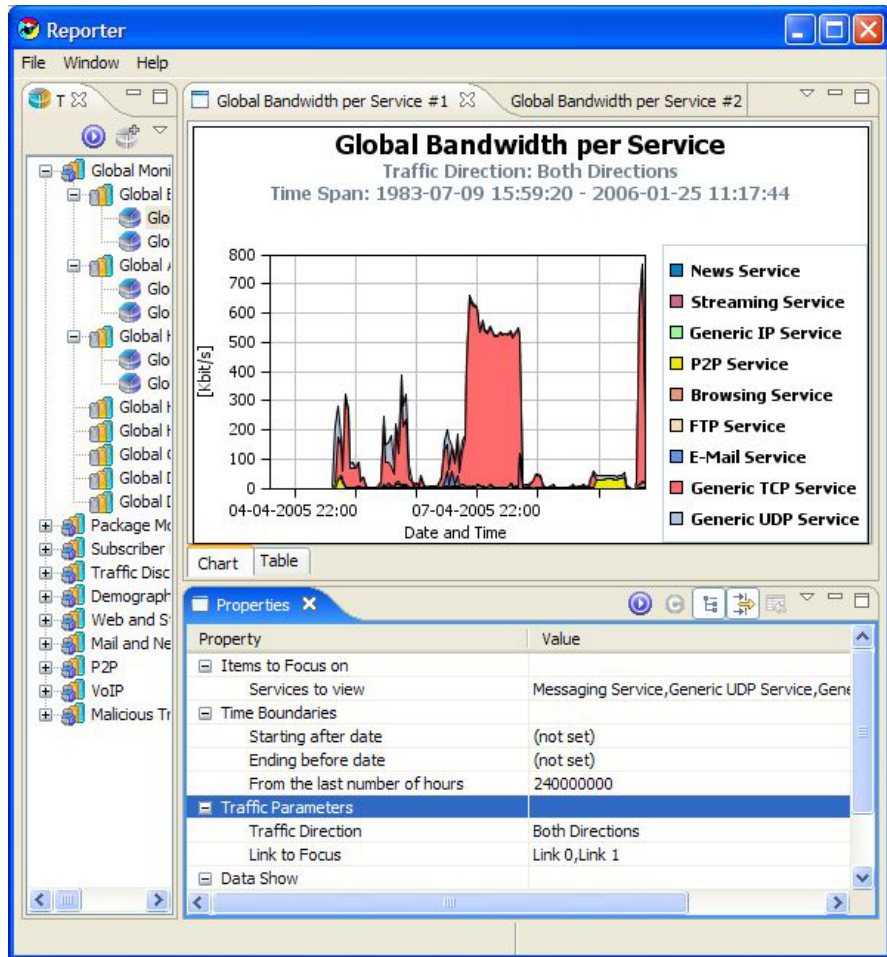 Reporter
File Window Help
T
Global Moni
Global E
Glo
Glo
Global A
Glo
Glo
Global H
Glo
Glo
Global H
Global H
Global C
Global D
Global D
Package Mo
Subscriber
Traffic Disc
Demograph
Web and St
Mail and Ne
P2P
VoIP
Malicious Tr
Global Bandwidth per Service #1 Global Bandwidth per Service #2
Global Bandwidth per Service
Traffic Direction: Both Directions
Time Span: 1983-07-09 15:59:20 - 2006-01-25 11:17:44
[Kbit/s]
800
700
600
500
400
300
200
100
0
04-04-2005 22:00 07-04-2005 22:00
Date and Time
News Service
Streaming Service
Generic IP Service
P2P Service
Browsing Service
FTP Service
E-Mail Service
Generic TCP Service
Generic UDP Service
Chart Table
Properties
Property Value
Items to Focus on
Services to view Messaging Service,Generic UDP Service,Gene
Time Boundaries
Starting after date (not set)
Ending before date (not set)
From the last number of hours 240000000
Traffic Parameters
Traffic Direction Both Directions
Link to Focus Link 0,Link 1
Data Show